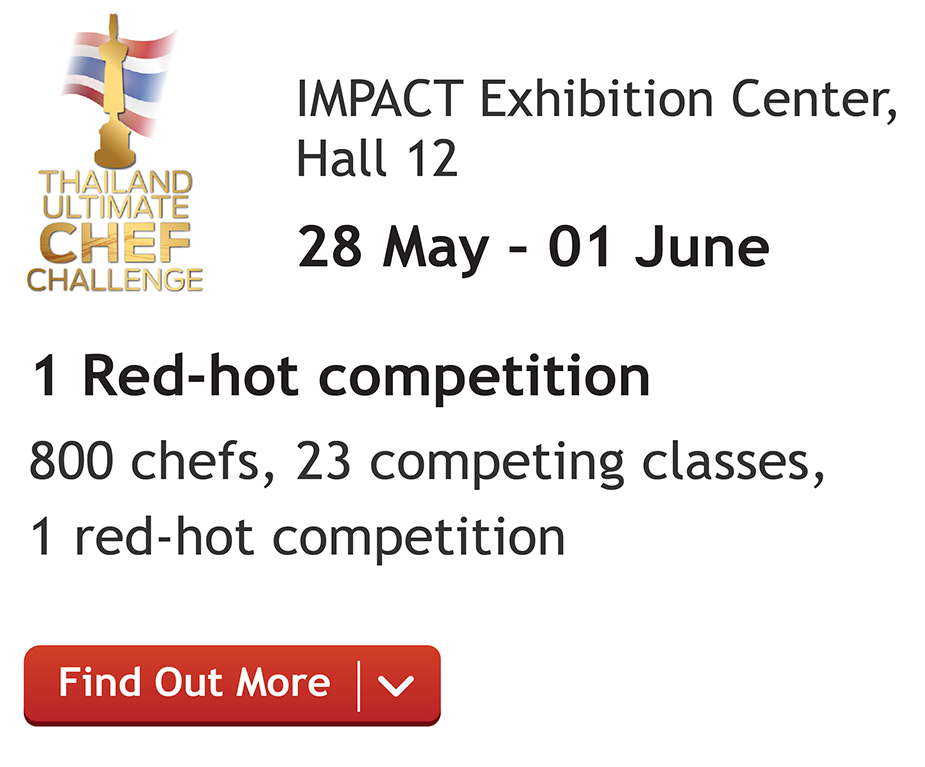 THAILAND
ULTIMATE
CHEF
CHALLENGE
IMPACT Exhibition Center,
Hall 12
28 May – 01 June
1 Red-hot competition
800 chefs, 23 competing classes,
1 red-hot competition
Find Out More